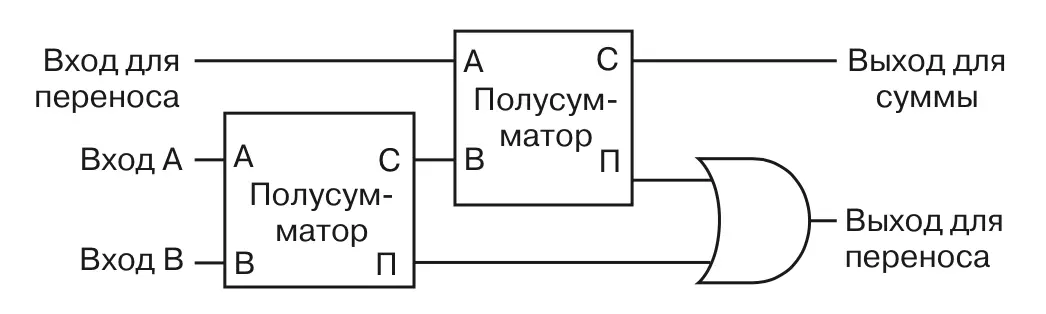 Вход для
переноса
А
С
Полусум-
матор
В
П
Выход для
суммы
Вход А
А
С
Полусум-
матор
Вход В
В
П
Выход для
переноса